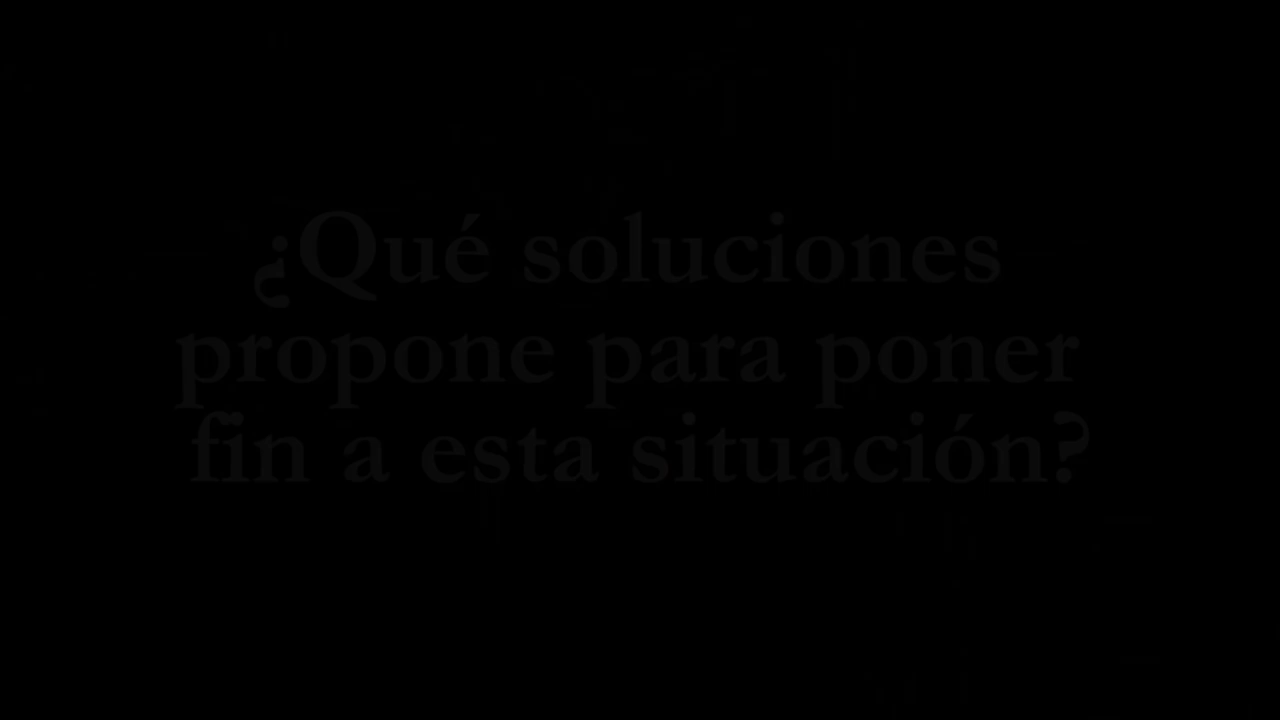 ¿Qué soluciones
propone para poner
fin a esta situación?